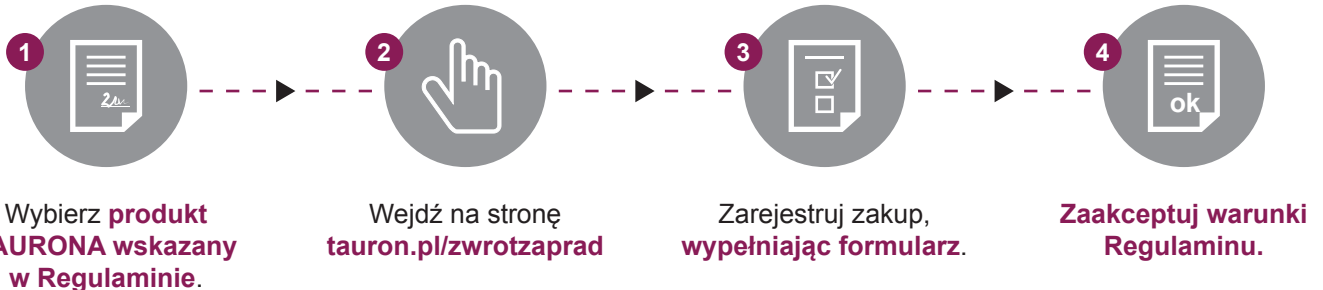 1
2
3
4
ok
Wybierz produkt
AURONA wskazany
w Regulaminie.
Wejdź na stronę
tauron.pl/zwrotzaprad
Zarejestruj zakup,
wypełniając formularz.
Zaakceptuj warunki
Regulaminu.